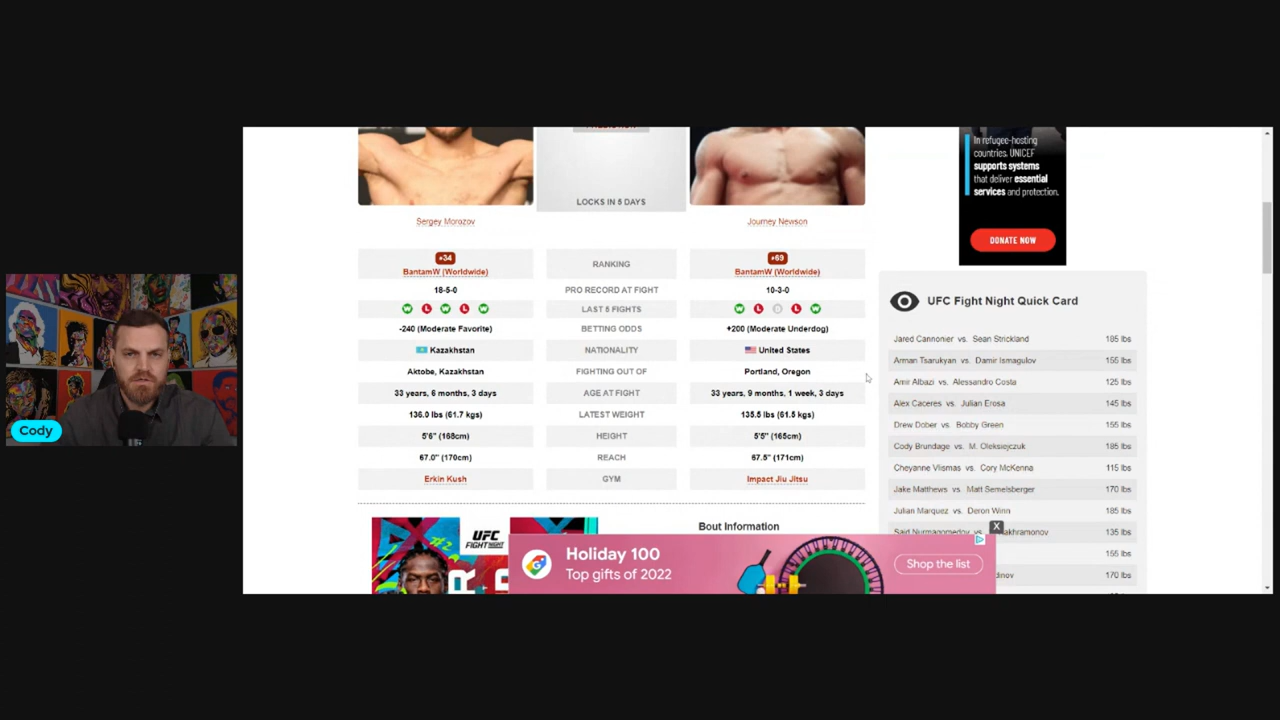 In refugee-hosting
countries, UNICEF
supports systems
that deliver essential
services and protection.
DONATE NOW
LOCKS IN 5 DAYS
Sergey Morozov
Journey Newson
#34
BantamW (Worldwide)
RANKING
#69
BantamW (Worldwide)
18-5-0
PRO RECORD AT FIGHT
10-3-0
W L W L W
LAST 5 FIGHTS
W L D L W
-240 (Moderate Favorite)
BETTING ODDS
+200 (Moderate Underdog)
Kazakhstan
NATIONALITY
United States
Aktobe, Kazakhstan
FIGHTING OUT OF
Portland, Oregon
33 years, 6 months, 3 days
AGE AT FIGHT
33 years, 9 months, 1 week, 3 days
136.0 lbs (61.7 kgs)
LATEST WEIGHT
135.5 lbs (61.5 kgs)
5'6" (168cm)
HEIGHT
5'5" (165cm)
67.0" (170cm)
REACH
67.5" (171cm)
Erkin Kush
GYM
Impact Jiu Jitsu
UFC Fight Night Quick Card
Jared Cannonier vs. Sean Strickland 185 lbs
Arman Tsarukyan vs. Damir Ismagulov 155 lbs
Amir Albazi vs. Alessandro Costa 125 lbs
Alex Caceres vs. Julian Erosa 145 lbs
Drew Dober vs. Bobby Green 155 lbs
Cody Brundage vs. M. Oleksiejczuk 185 lbs
Cheyanne Vlismas vs. Cory McKenna 115 lbs
Jake Matthews vs. Matt Semelsberger 170 lbs
Julian Marquez vs. Deron Winn 185 lbs
Said Nurmagomedov vs. akhramonov 135 lbs
155 lbs
dinov 170 lbs
Bout Information
#2
UFC
FIGHT NIGHT
Holiday 100
Top gifts of 2022
Shop the list
X
Cody